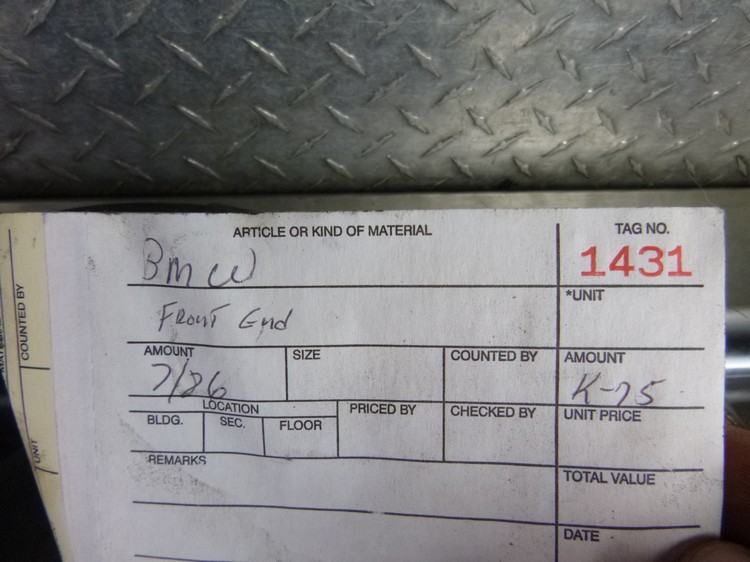 ARTICLE OR KIND OF MATERIAL
TAG NO.
BMW
1431
*UNIT
Front End
AMOUNT
SIZE
COUNTED BY
AMOUNT
7/86
K-75
LOCATION
BLDG.
SEC.
FLOOR
PRICED BY
CHECKED BY
UNIT PRICE
REMARKS
TOTAL VALUE
DATE
COUNTED BY
UNIT